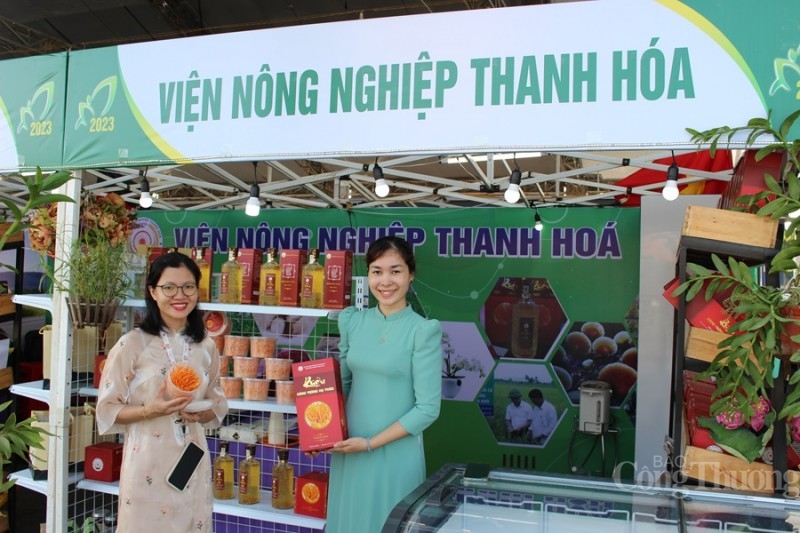 VIỆN NÔNG NGHIỆP THANH HÓA
2023
2023
VIỆN NÔNG NGHIỆP THANH HOÁ
BÁO
Công Thương